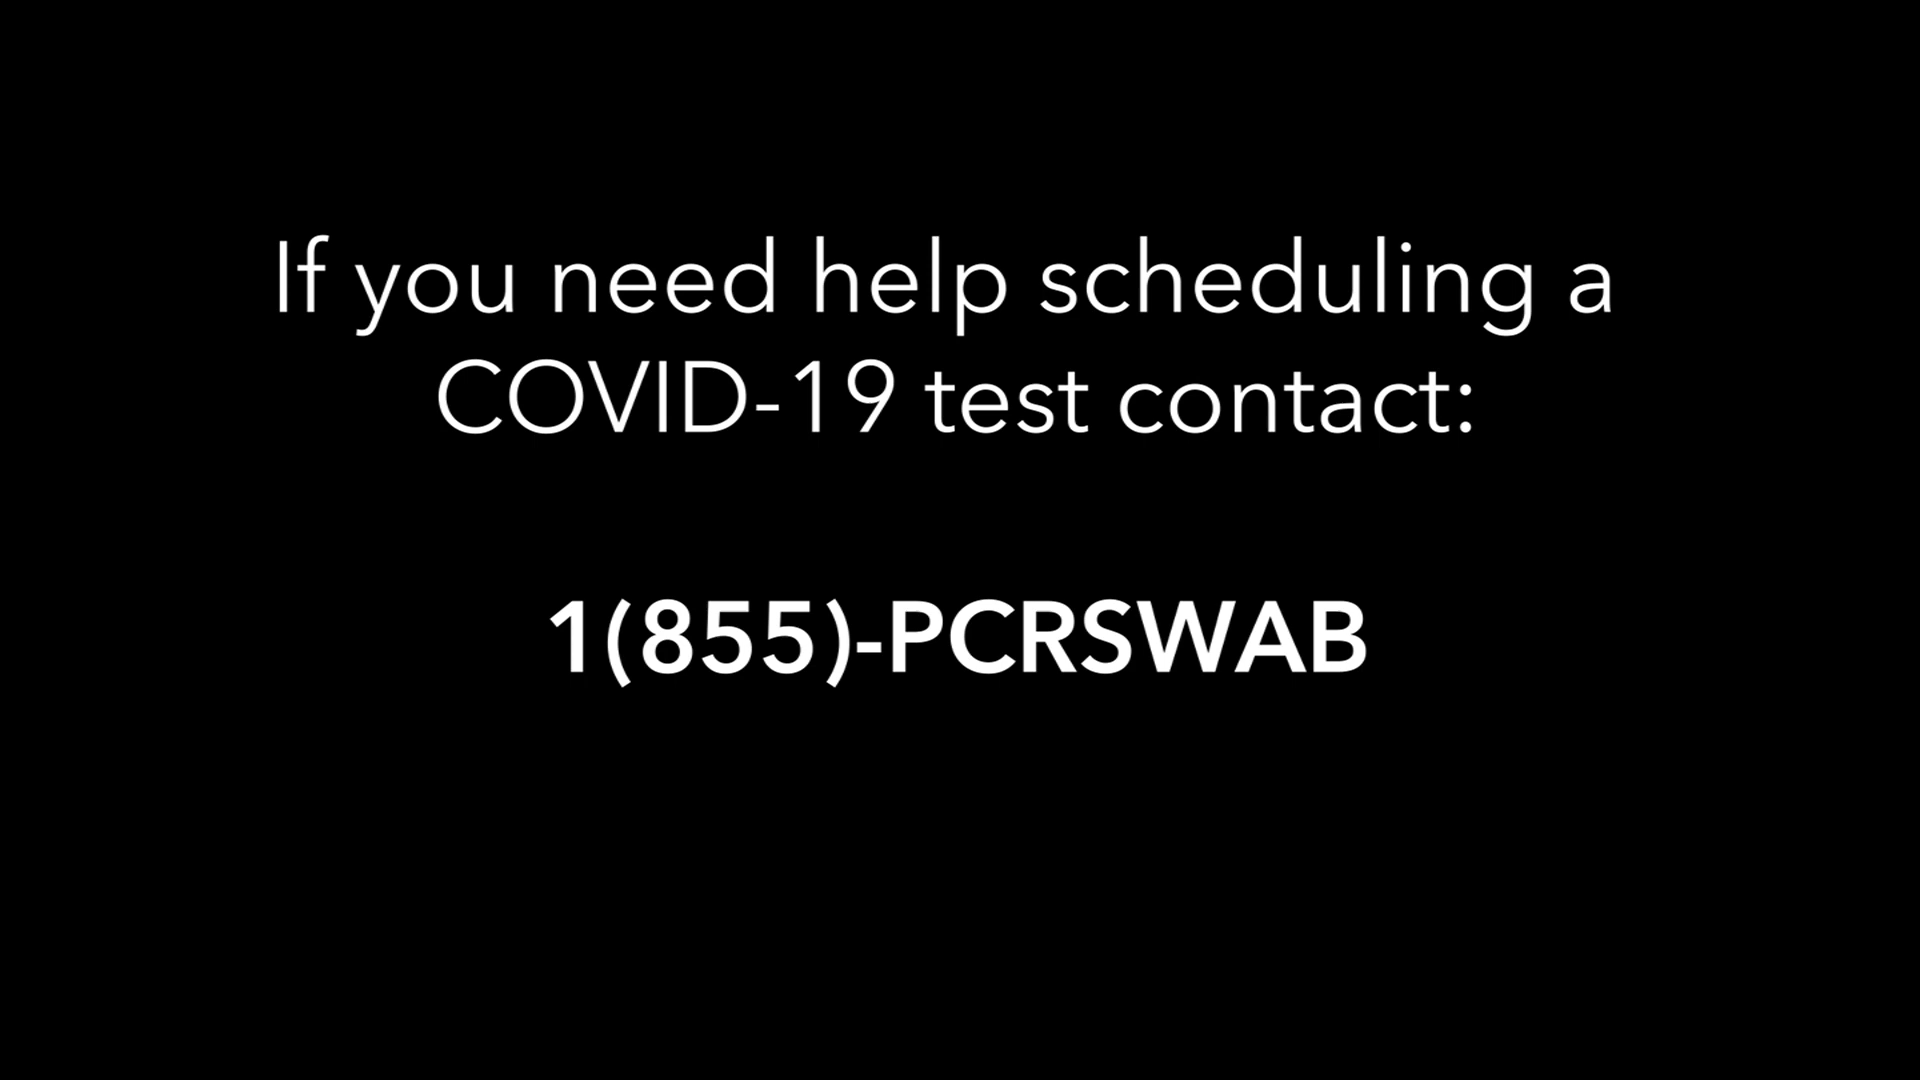 If you need help scheduling a
COVID-19 test contact:
1(855)-PCRSWAB